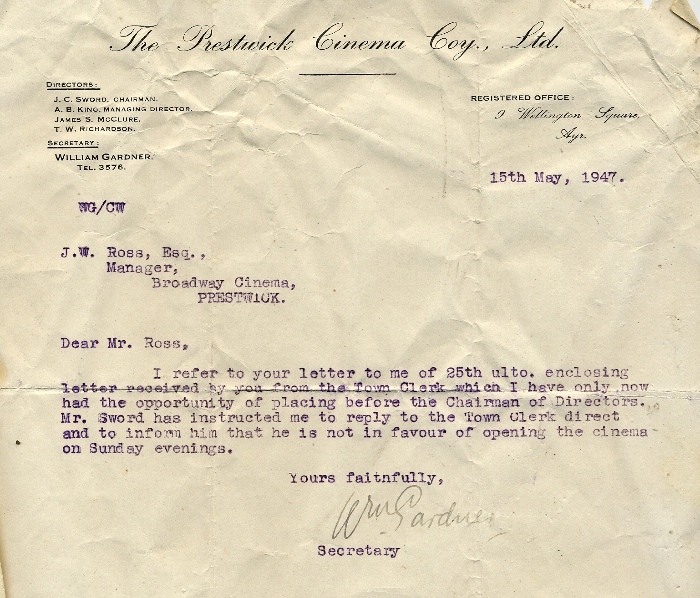 The Prestwick Cinema Coy., Ltd.
DIRECTORS:
J. C. SWORD, CHAIRMAN.
A. B. KING, MANAGING DIRECTOR.
JAMES S. MCCLURE.
T. W. RICHARDSON.
SECRETARY:
WILLIAM GARDNER.
TEL. 3576.
REGISTERED OFFICE:
9 Wellington Square,
Ayr.
15th May, 1947.
WG/CW
J.W. Ross, Esq.,
Manager,
Broadway Cinema,
PRESTWICK.
Dear Mr. Ross,
I refer to your letter to me of 25th ulto. enclosing
letter received by you from the Town Clerk which I have only now
had the opportunity of placing before the Chairman of Directors.
Mr. Sword has instructed me to reply to the Town Clerk direct
and to inform him that he is not in favour of opening the cinema
on Sunday evenings.
Yours faithfully,
Wm Gardner
Secretary